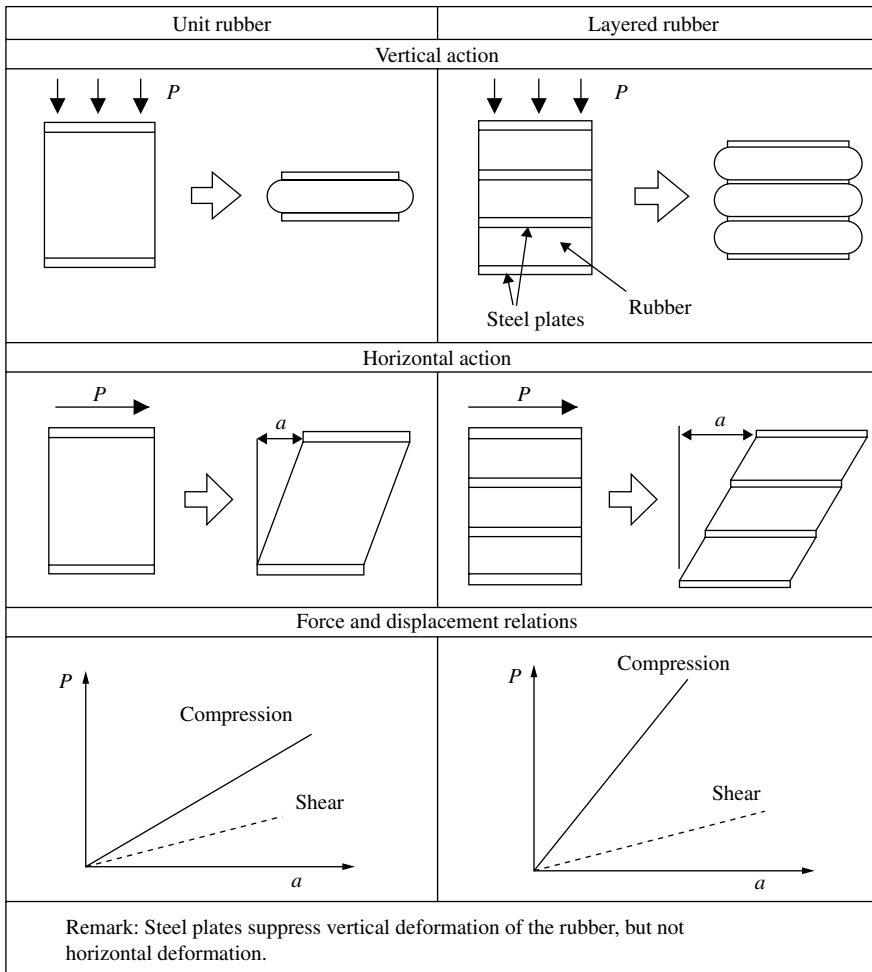 Unit rubber
Layered rubber
Vertical action
P
P
Rubber
Steel plates
Horizontal action
P
a
P
a
Force and displacement relations
P
Compression
Shear
a
P
Compression
Shear
a
Remark: Steel plates suppress vertical deformation of the rubber, but not
horizontal deformation.